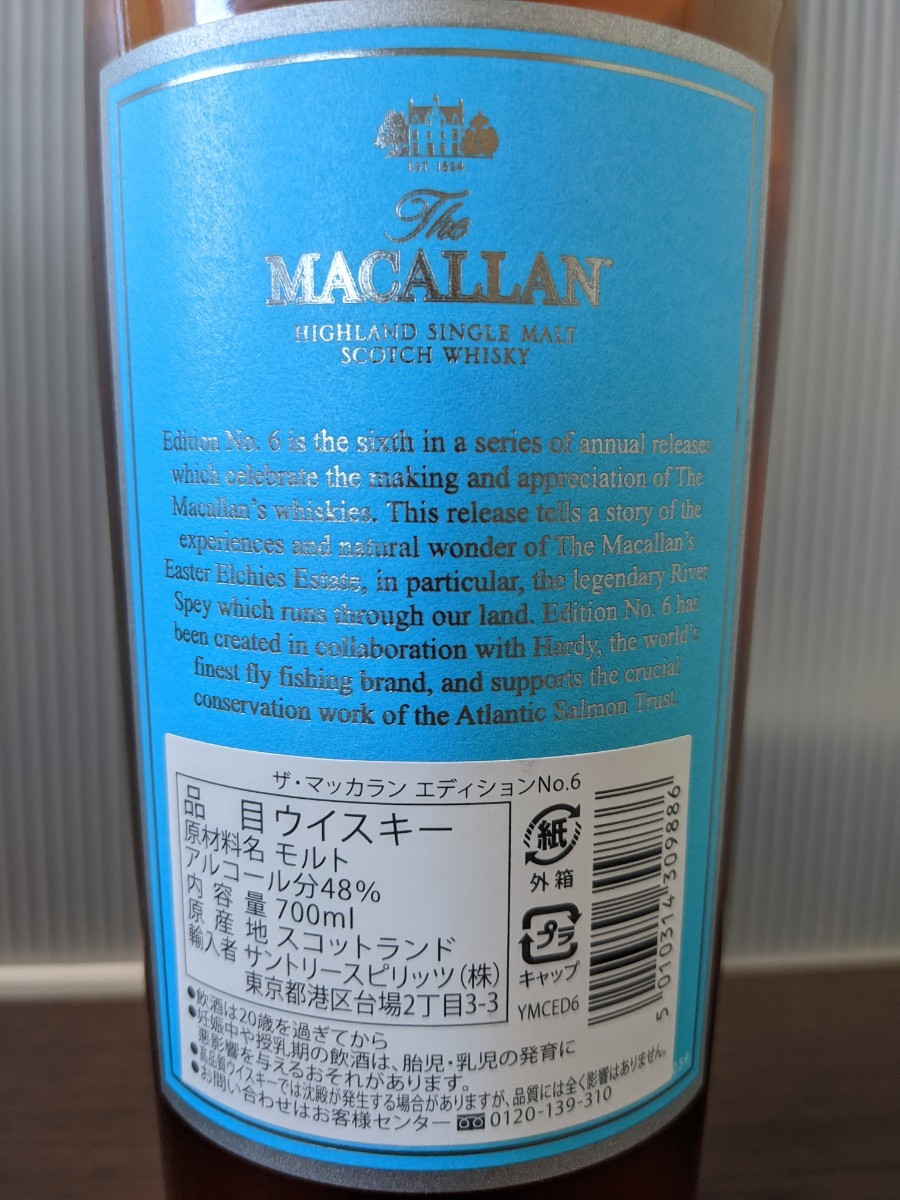 EST. 1824
The
MACALLAN
HIGHLAND SINGLE MALT
SCOTCH WHISKY
Edition No. 6 is the sixth in a series of annual releases
which celebrate the making and appreciation of The
Macallan's whiskies. This release tells a story of the
experiences and natural wonder of The Macallan's
Easter Elchies Estate, in particular, the legendary River
Spey which runs through our land. Edition No. 6 has
been created in collaboration with Hardy, the world's
finest fly fishing brand, and supports the crucial
conservation work of the Atlantic Salmon Trust.
ザ・マッカラン エディションNo.6
品 目 ウイスキー
原材料名 モルト
アルコール分48%
内容量 700ml
原産地 スコットランド
輸入者 サントリースピリッツ(株)
東京都港区台場2丁目3-3
紙
外箱
プラ
キャップ
YMCED6
5 010314 309886
●飲酒は20歳を過ぎてから
●妊娠中や授乳期の飲酒は、胎児・乳児の発育に
悪影響を与えるおそれがあります。
●高品質ウイスキーでは沈殿が発生する場合がありますが、品質には全く影響はありません。
●お問い合わせはお客様センター 0120-139-310